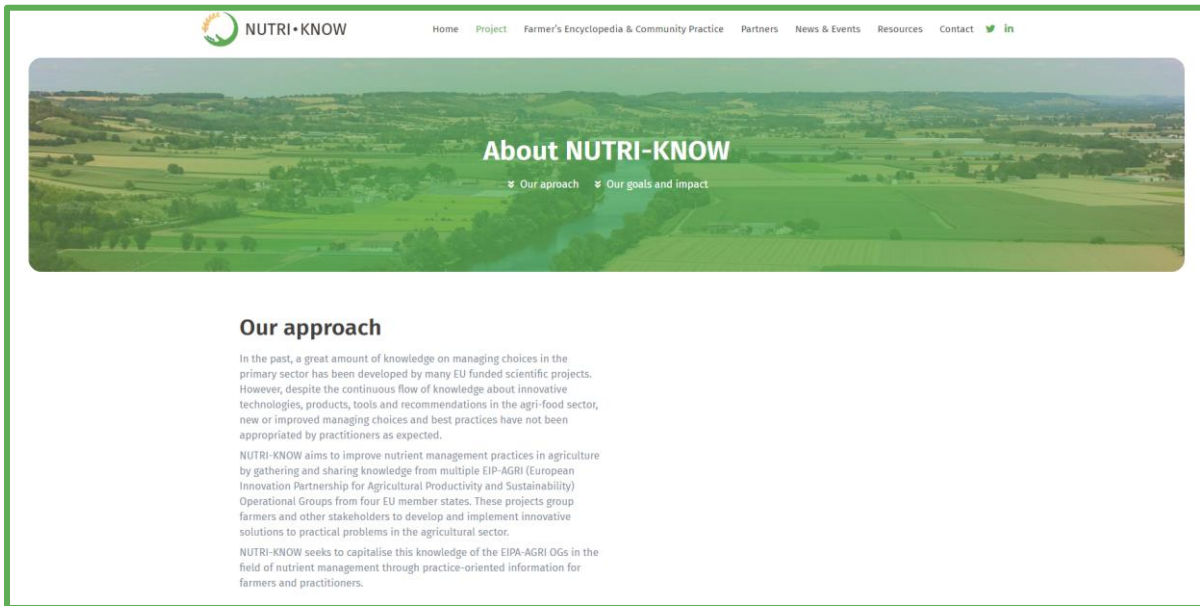 NUTRI•KNOW
Home Project Farmer's Encyclopedia & Community Practice Partners News & Events Resources Contact
About NUTRI-KNOW
Our aproach Our goals and impact
Our approach
In the past, a great amount of knowledge on managing choices in the
primary sector has been developed by many EU funded scientific projects.
However, despite the continuous flow of knowledge about innovative
technologies, products, tools and recommendations in the agri-food sector,
new or improved managing choices and best practices have not been
appropriated by practitioners as expected.
NUTRI-KNOW aims to improve nutrient management practices in agriculture
by gathering and sharing knowledge from multiple EIP-AGRI (European
Innovation Partnership for Agricultural Productivity and Sustainability)
Operational Groups from four EU member states. These projects group
farmers and other stakeholders to develop and implement innovative
solutions to practical problems in the agricultural sector.
NUTRI-KNOW seeks to capitalise this knowledge of the EIPA-AGRI OGs in the
field of nutrient management through practice-oriented information for
farmers and practitioners.